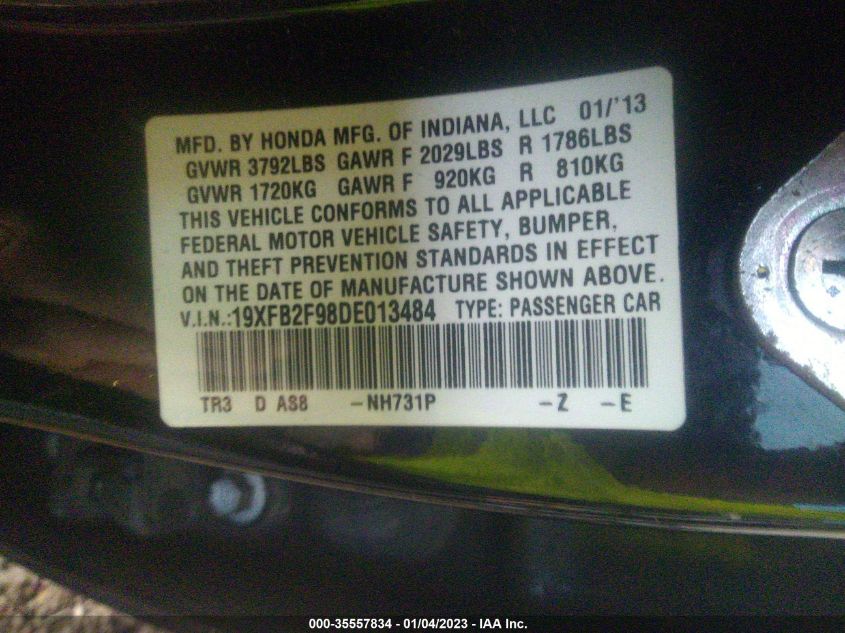 MFD. BY HONDA MFG. OF INDIANA, LLC 01/'13
GVWR 3792LBS GAWR F 2029LBS R 1786LBS
GVWR 1720KG GAWR F 920KG R 810KG
THIS VEHICLE CONFORMS TO ALL APPLICABLE
FEDERAL MOTOR VEHICLE SAFETY, BUMPER,
AND THEFT PREVENTION STANDARDS IN EFFECT
ON THE DATE OF MANUFACTURE SHOWN ABOVE.
V.I.N.:19XFB2F98DE013484 TYPE: PASSENGER CAR
TR3 D AS8 -NH731P -Z -E
000-35557834 - 01/04/2023 - IAA Inc.